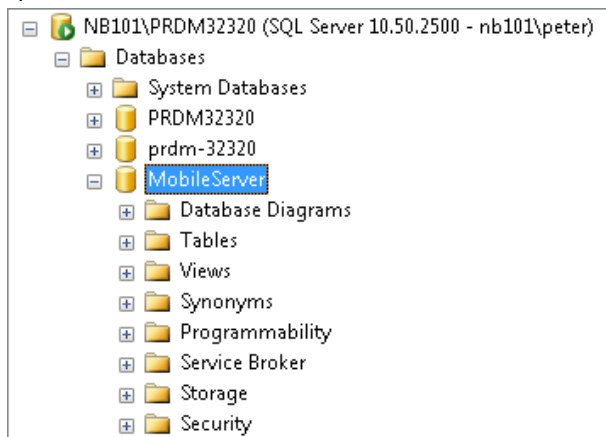 NB101\PRDM32320 (SQL Server 10.50.2500 - nb101\peter)
Databases
System Databases
PRDM32320
prdm-32320
MobileServer
Database Diagrams
Tables
Views
Synonyms
Programmability
Service Broker
Storage
Security